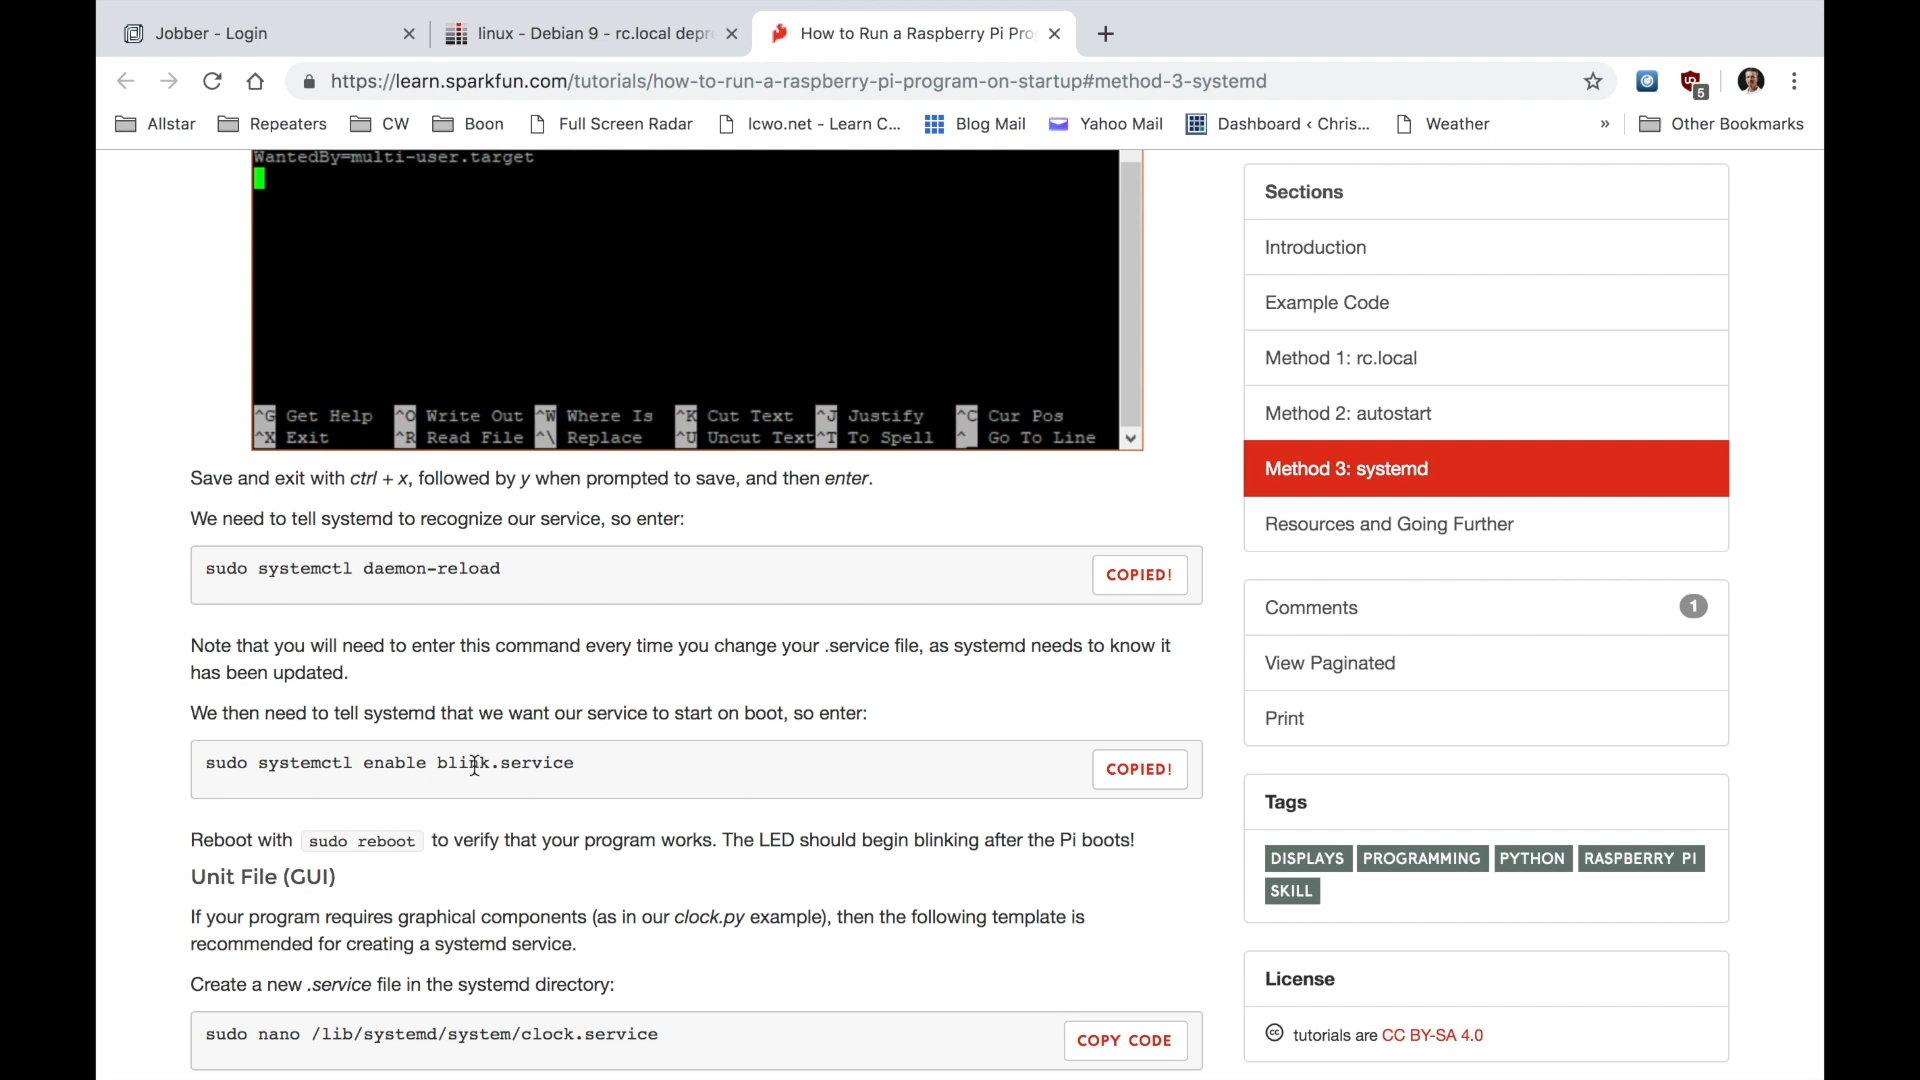 Jobber - Login
linux - Debian 9 - rc.local depr
How to Run a Raspberry Pi Pro
https://learn.sparkfun.com/tutorials/how-to-run-a-raspberry-pi-program-on-startup#method-3-systemd
5
Allstar Repeaters CW Boon Full Screen Radar lcwo.net - Learn C... Blog Mail Yahoo Mail Dashboard ‹ Chris... Weather » Other Bookmarks
WantedBy=multi-user.target
^G Get Help ^O Write Out ^W Where Is ^K Cut Text ^J Justify ^C Cur Pos
^X Exit ^R Read File ^\ Replace ^U Uncut Text ^T To Spell ^_ Go To Line
Save and exit with ctrl + x, followed by y when prompted to save, and then enter.
We need to tell systemd to recognize our service, so enter:
sudo systemctl daemon-reload
COPIED!
Note that you will need to enter this command every time you change your .service file, as systemd needs to know it
has been updated.
We then need to tell systemd that we want our service to start on boot, so enter:
sudo systemctl enable blink.service
COPIED!
Reboot with sudo reboot to verify that your program works. The LED should begin blinking after the Pi boots!
Unit File (GUI)
If your program requires graphical components (as in our clock.py example), then the following template is
recommended for creating a systemd service.
Create a new .service file in the systemd directory:
sudo nano /lib/systemd/system/clock.service
COPY CODE
Sections
Introduction
Example Code
Method 1: rc.local
Method 2: autostart
Method 3: systemd
Resources and Going Further
Comments 1
View Paginated
Print
Tags
DISPLAYS PROGRAMMING PYTHON RASPBERRY PI
SKILL
License
cc tutorials are CC BY-SA 4.0